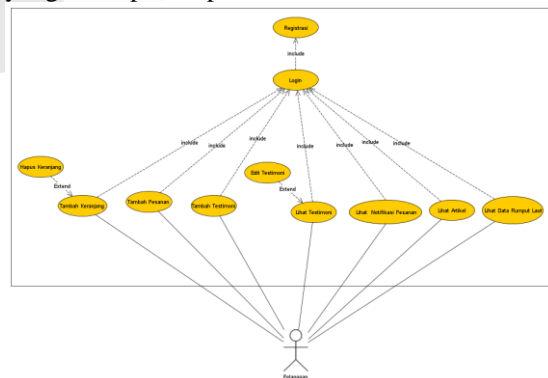 Registrasi
include
Login
include
include
include
include
include
include
include
Hapus Keranjang
Extend
Edit Testimoni
Extend
Tambah Keranjang
Tambah Pesanan
Tambah Testimoni
Lihat Testimoni
Lihat Notifikasi Pesanan
Lihat Artikel
Lihat Data Rumput Laut
Pelanggan